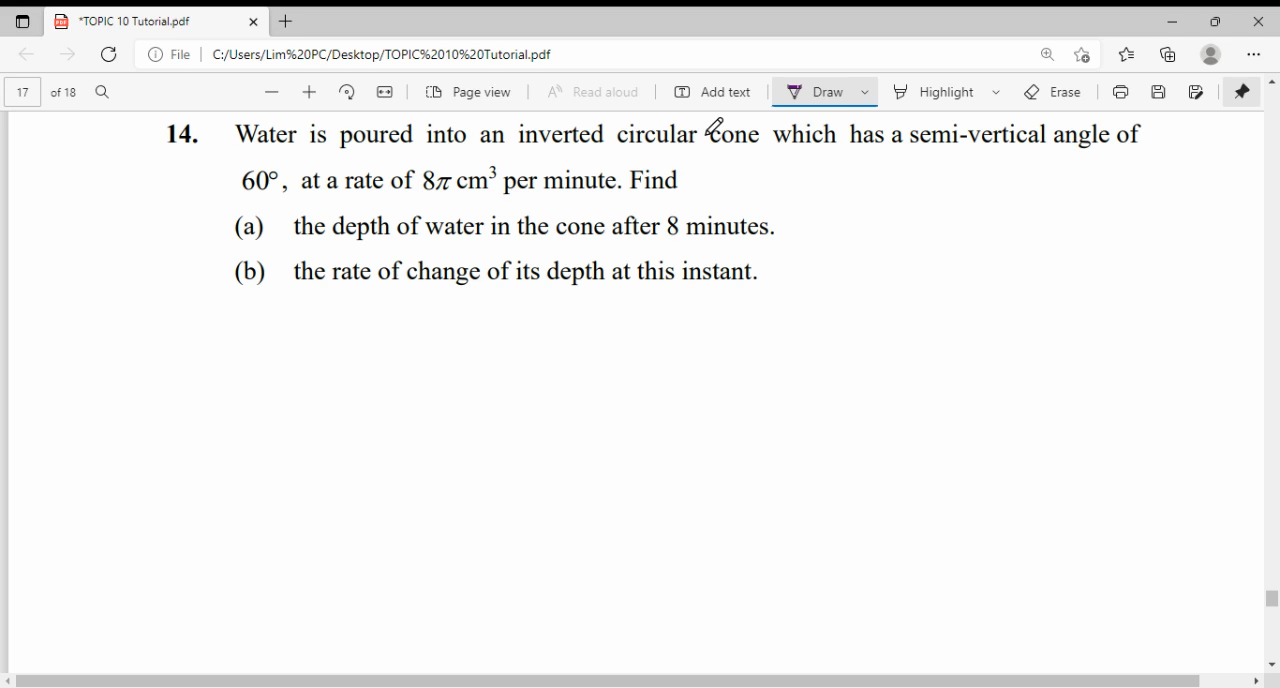 *TOPIC 10 Tutorial.pdf
File | C:/Users/Lim%20PC/Desktop/TOPIC%2010%20Tutorial.pdf
17 of 18 Page view Read aloud Add text Draw Highlight Erase
14. Water is poured into an inverted circular cone which has a semi-vertical angle of
60°, at a rate of 8π cm³ per minute. Find
(a) the depth of water in the cone after 8 minutes.
(b) the rate of change of its depth at this instant.